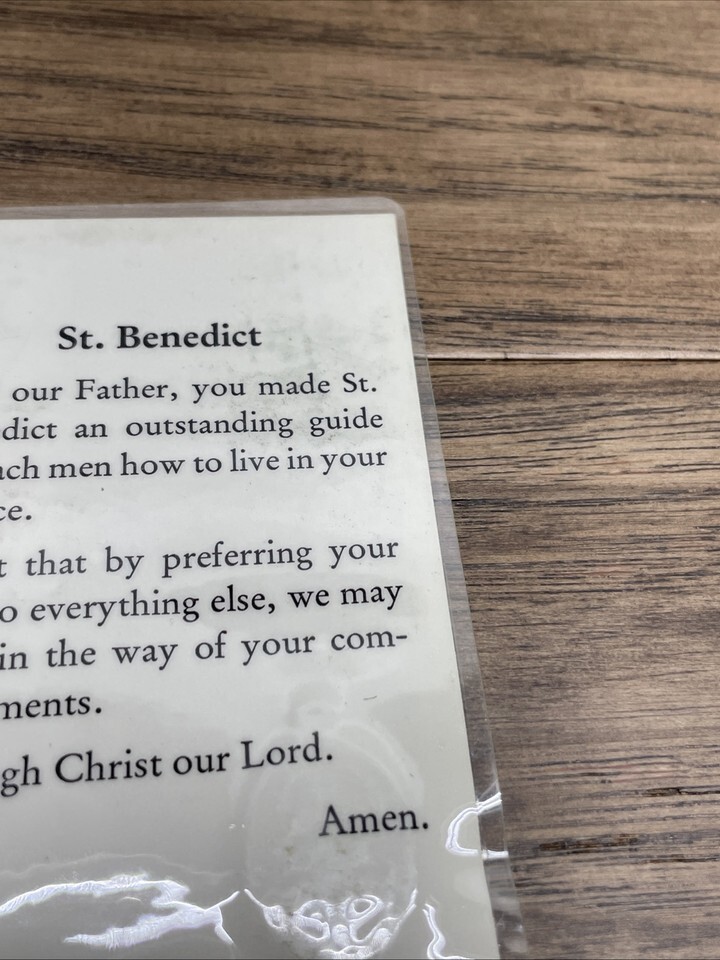 St. Benedict
our Father, you made St.
dict an outstanding guide
ach men how to live in your
ce.
t that by preferring your
o everything else, we may
in the way of your com-
ments.
gh Christ our Lord.
Amen.